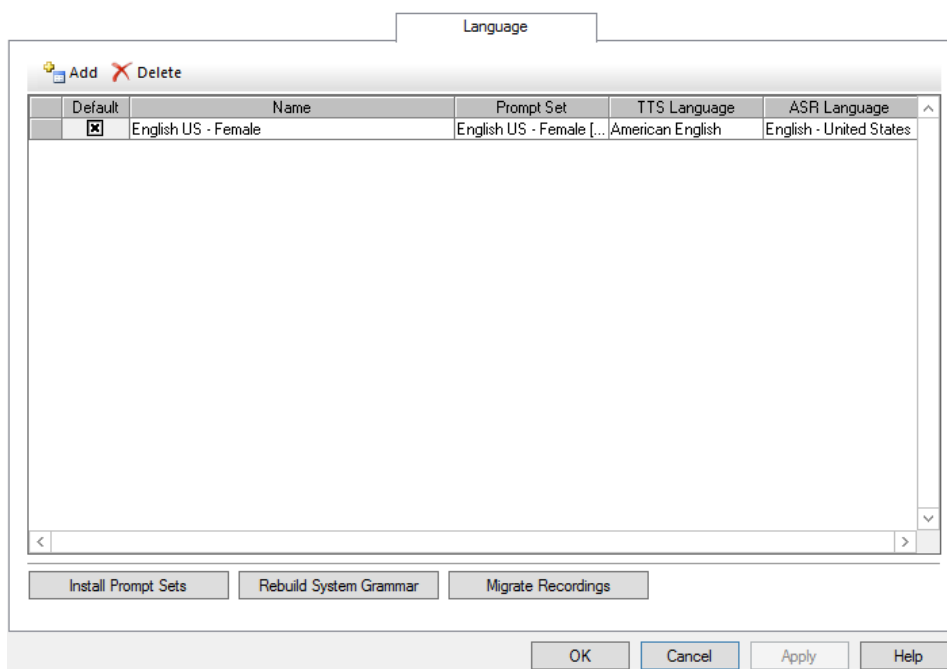 Language
Add Delete
Default Name Prompt Set TTS Language ASR Language
English US - Female English US - Female [... American English English - United States
Install Prompt Sets Rebuild System Grammar Migrate Recordings
OK Cancel Apply Help